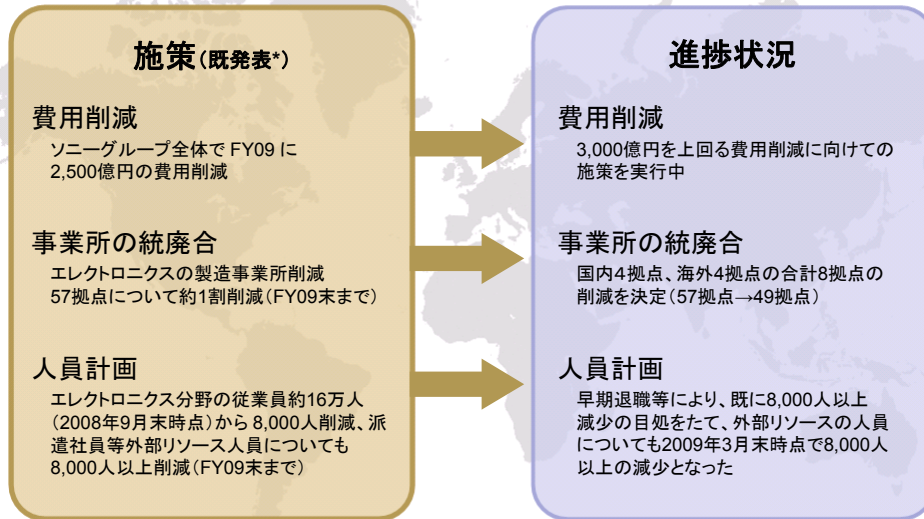 施策(既発表*)
費用削減
ソニーグループ全体で FY09 に
2,500億円の費用削減
事業所の統廃合
エレクトロニクスの製造事業所削減
57拠点について約1割削減(FY09末まで)
人員計画
エレクトロニクス分野の従業員約16万人
(2008年9月末時点)から 8,000人削減、派
遣社員等外部リソース人員についても
8,000人以上削減(FY09末まで)
進捗状況
費用削減
3,000億円を上回る費用削減に向けての
施策を実行中
事業所の統廃合
国内4拠点、海外4拠点の合計8拠点の
削減を決定(57拠点→49拠点)
人員計画
早期退職等により、既に8,000人以上
減少の目処をたて、外部リソースの人員
についても2009年3月末時点で8,000人
以上の減少となった